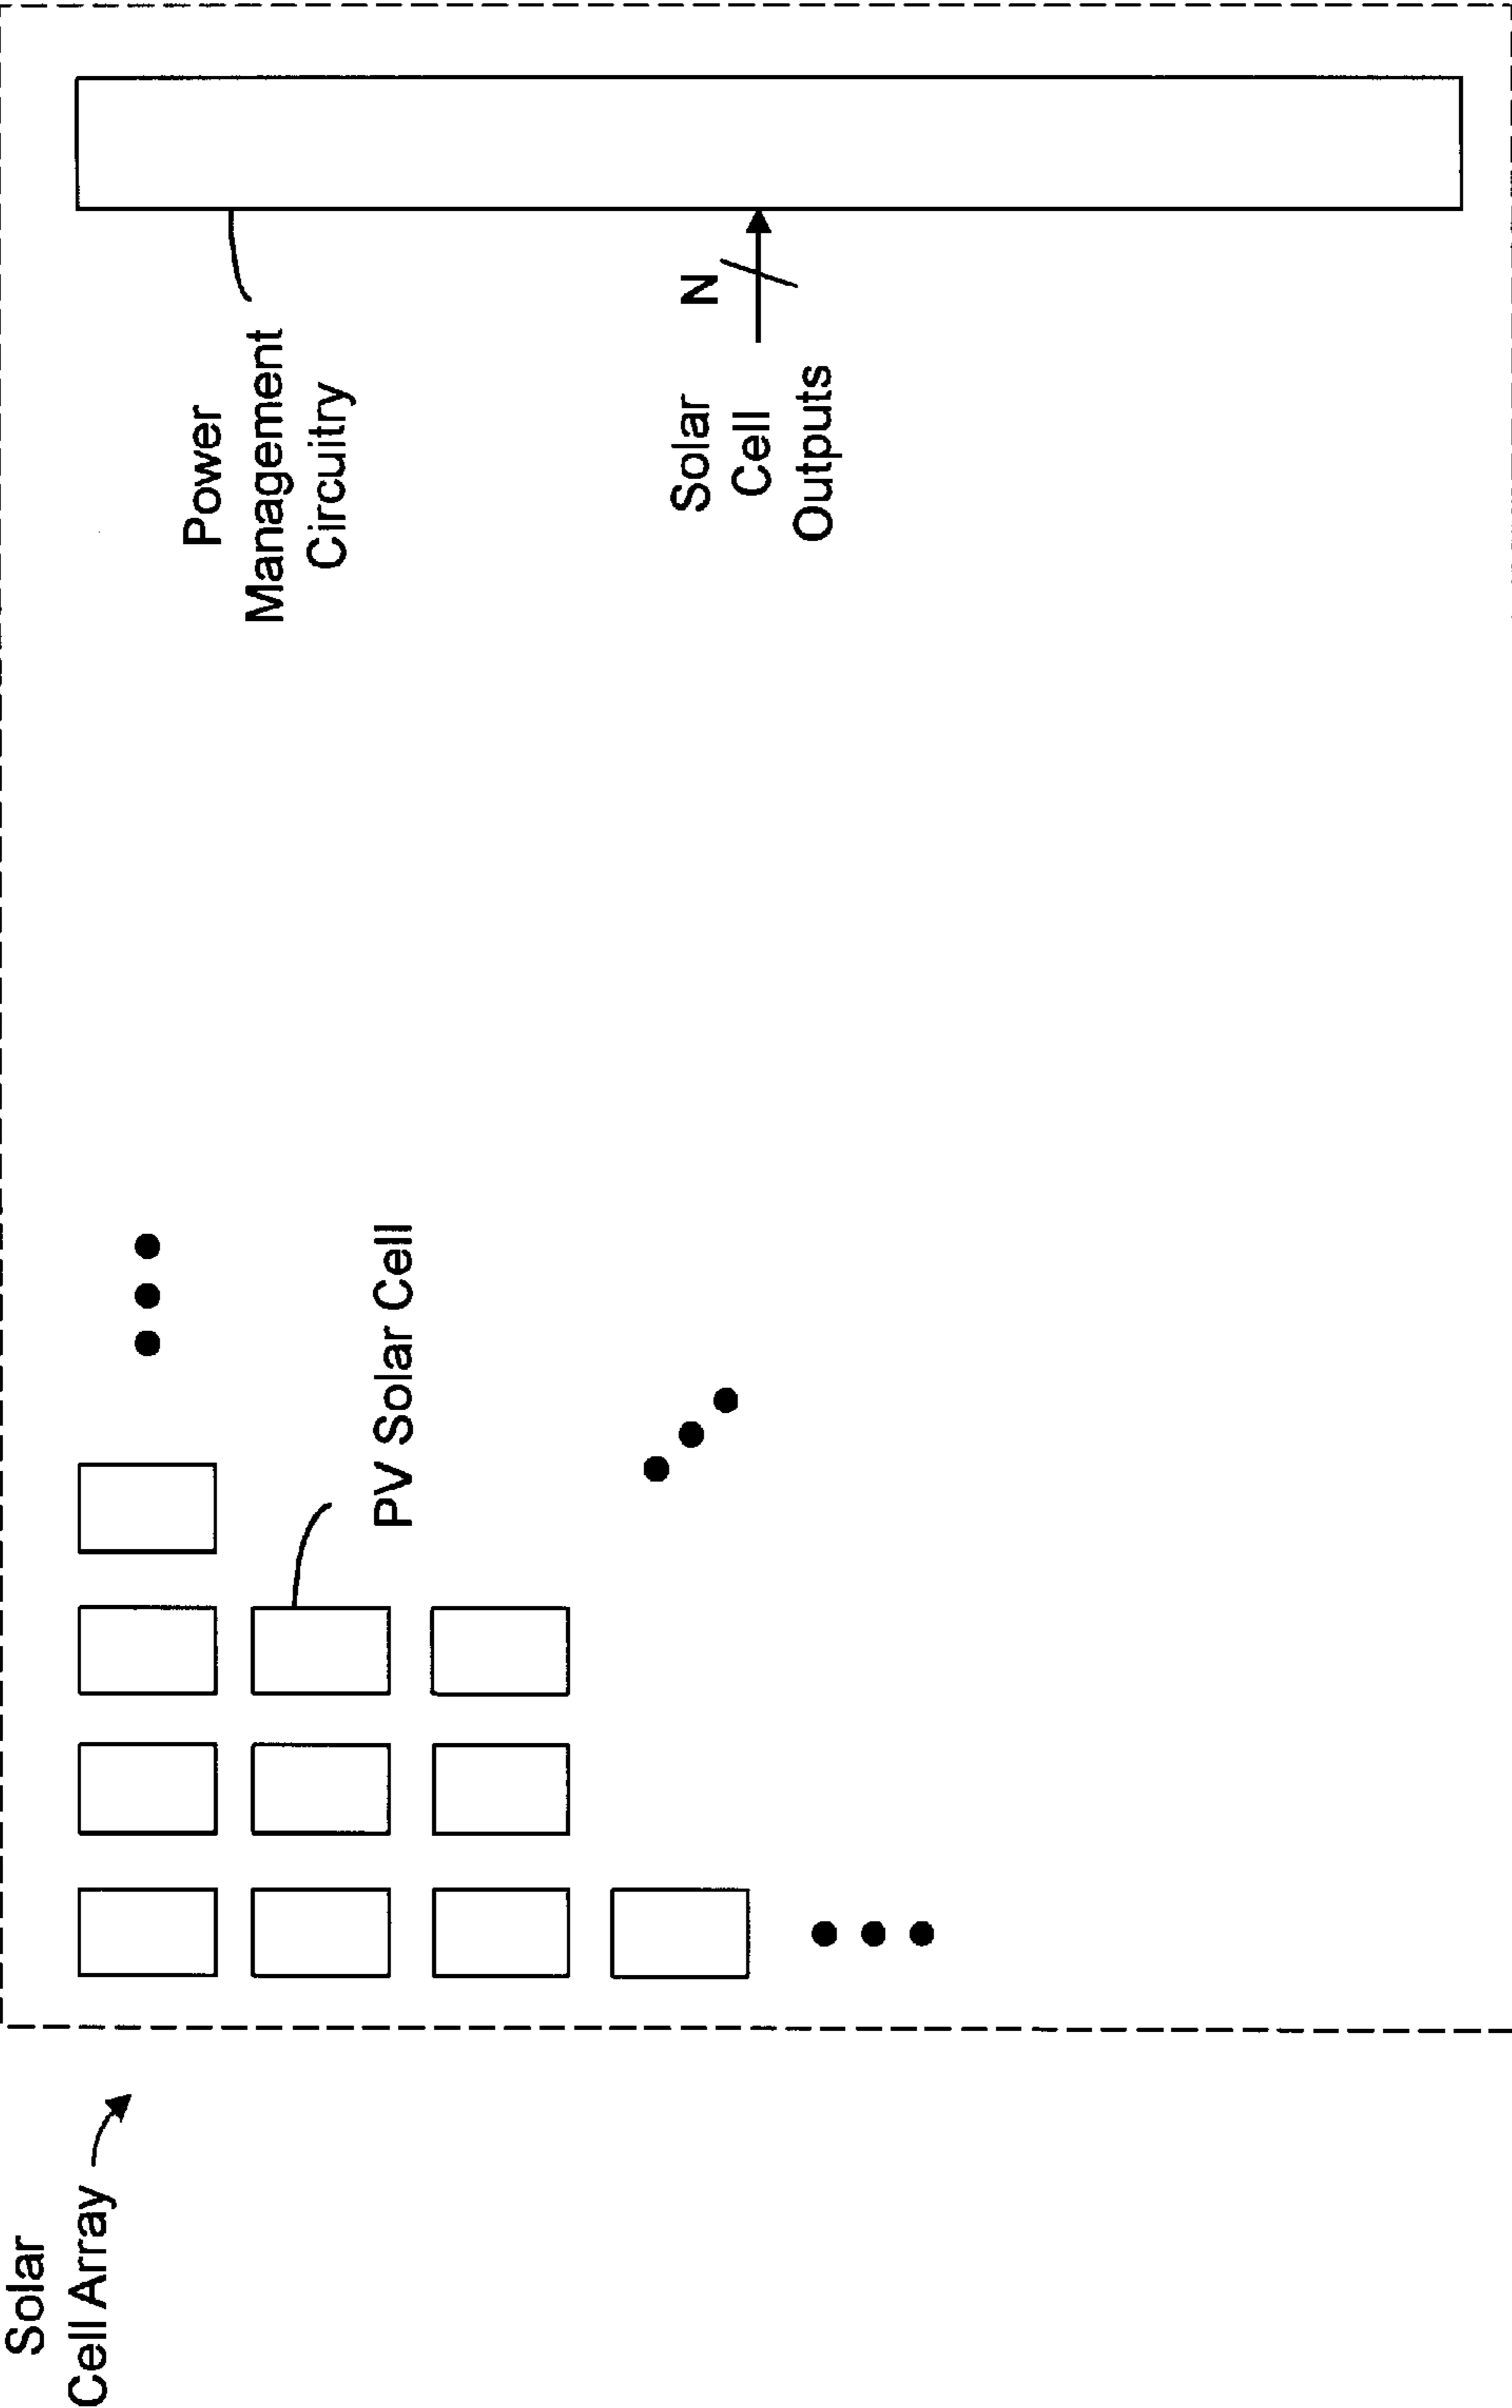 Solar
Cell Array
PV Solar Cell
Power
Management
Circuitry
N
Solar
Cell
Outputs